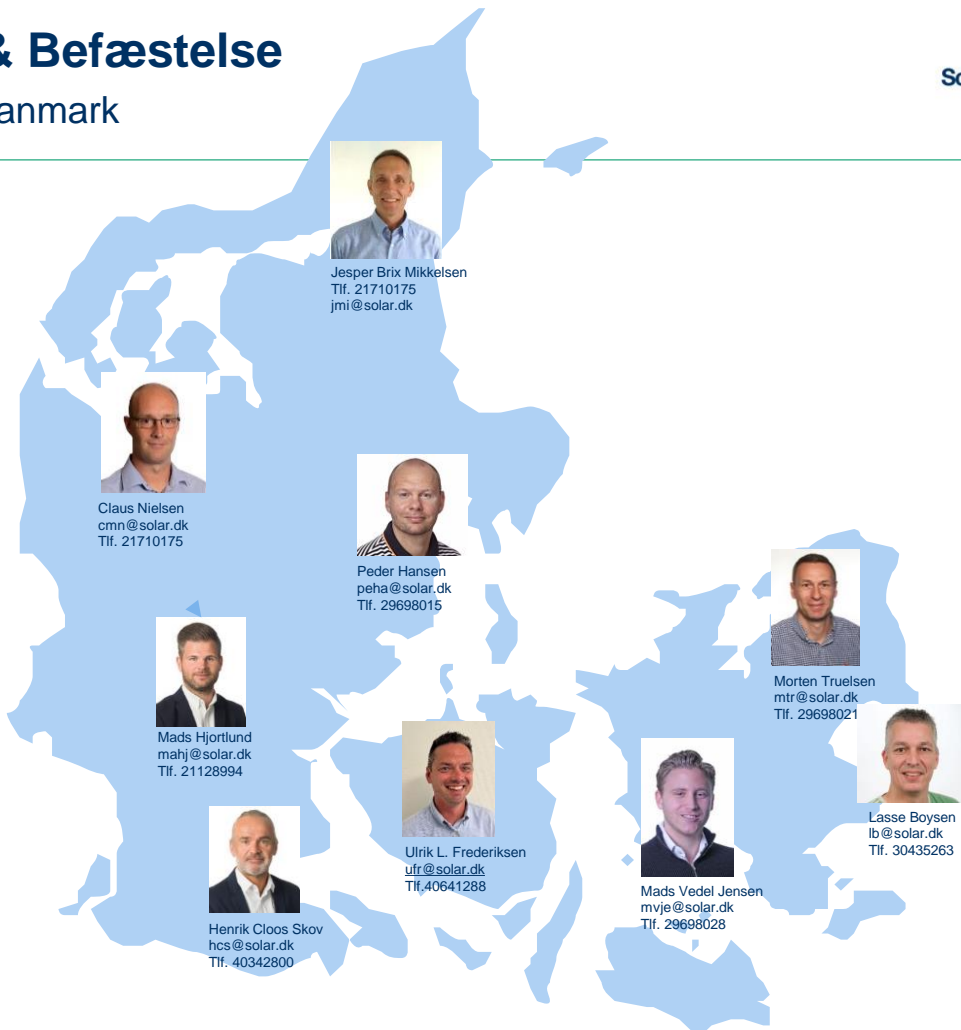 & Befæstelse
anmark
So
Jesper Brix Mikkelsen
Tlf. 21710175
jmi@solar.dk
Claus Nielsen
cmn@solar.dk
Tlf. 21710175
Peder Hansen
peha@solar.dk
Tlf. 29698015
Morten Truelsen
mtr@solar.dk
Tlf. 29698021
Mads Hjortlund
mahj@solar.dk
Tlf. 21128994
Lasse Boysen
lb@solar.dk
Tlf. 30435263
Ulrik L. Frederiksen
ufr@solar.dk
Tlf.40641288
Mads Vedel Jensen
mvje@solar.dk
Tlf. 29698028
Henrik Cloos Skov
hcs@solar.dk
Tlf. 40342800